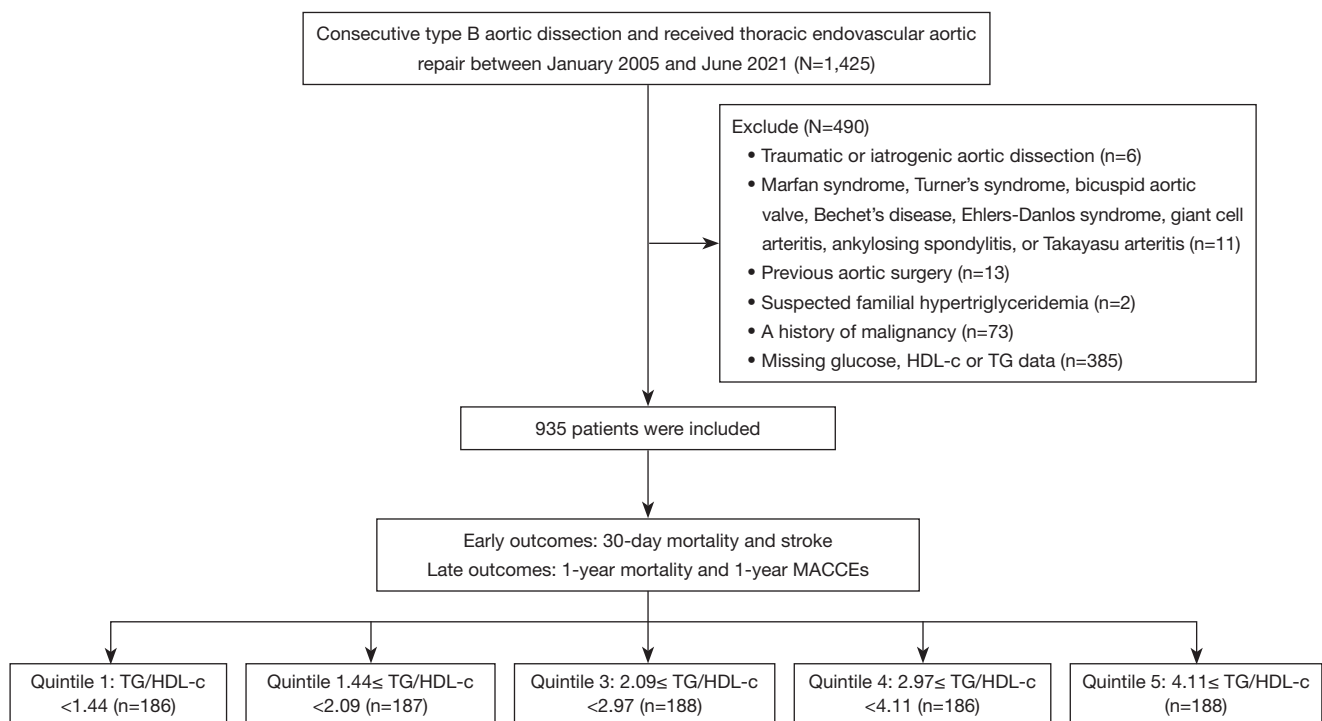 Consecutive type B aortic dissection and received thoracic endovascular aortic
repair between January 2005 and June 2021 (N=1,425)
Exclude (N=490)
• Traumatic or iatrogenic aortic dissection (n=6)
• Marfan syndrome, Turner’s syndrome, bicuspid aortic
valve, Bechet’s disease, Ehlers-Danlos syndrome, giant cell
arteritis, ankylosing spondylitis, or Takayasu arteritis (n=11)
• Previous aortic surgery (n=13)
• Suspected familial hypertriglyceridemia (n=2)
• A history of malignancy (n=73)
• Missing glucose, HDL-c or TG data (n=385)
935 patients were included
Early outcomes: 30-day mortality and stroke
Late outcomes: 1-year mortality and 1-year MACCEs
Quintile 1: TG/HDL-c
<1.44 (n=186)
Quintile 1.44≤ TG/HDL-c
<2.09 (n=187)
Quintile 3: 2.09≤ TG/HDL-c
<2.97 (n=188)
Quintile 4: 2.97≤ TG/HDL-c
<4.11 (n=186)
Quintile 5: 4.11≤ TG/HDL-c
(n=188)